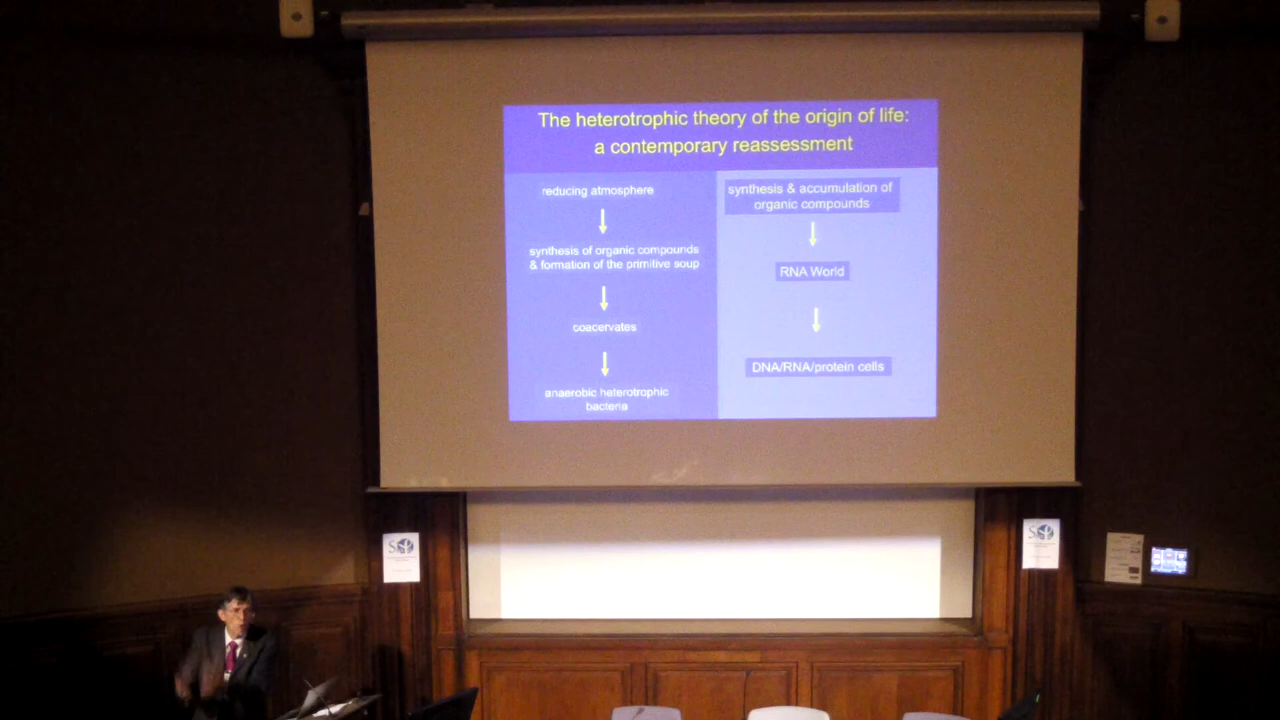 The heterotrophic theory of the origin of life:
a contemporary reassessment
reducing atmosphere
synthesis of organic compounds
& formation of the primitive soup
coacervates
anaerobic heterotrophic
bacteria
synthesis & accumulation of
organic compounds
RNA World
DNA/RNA/protein cells